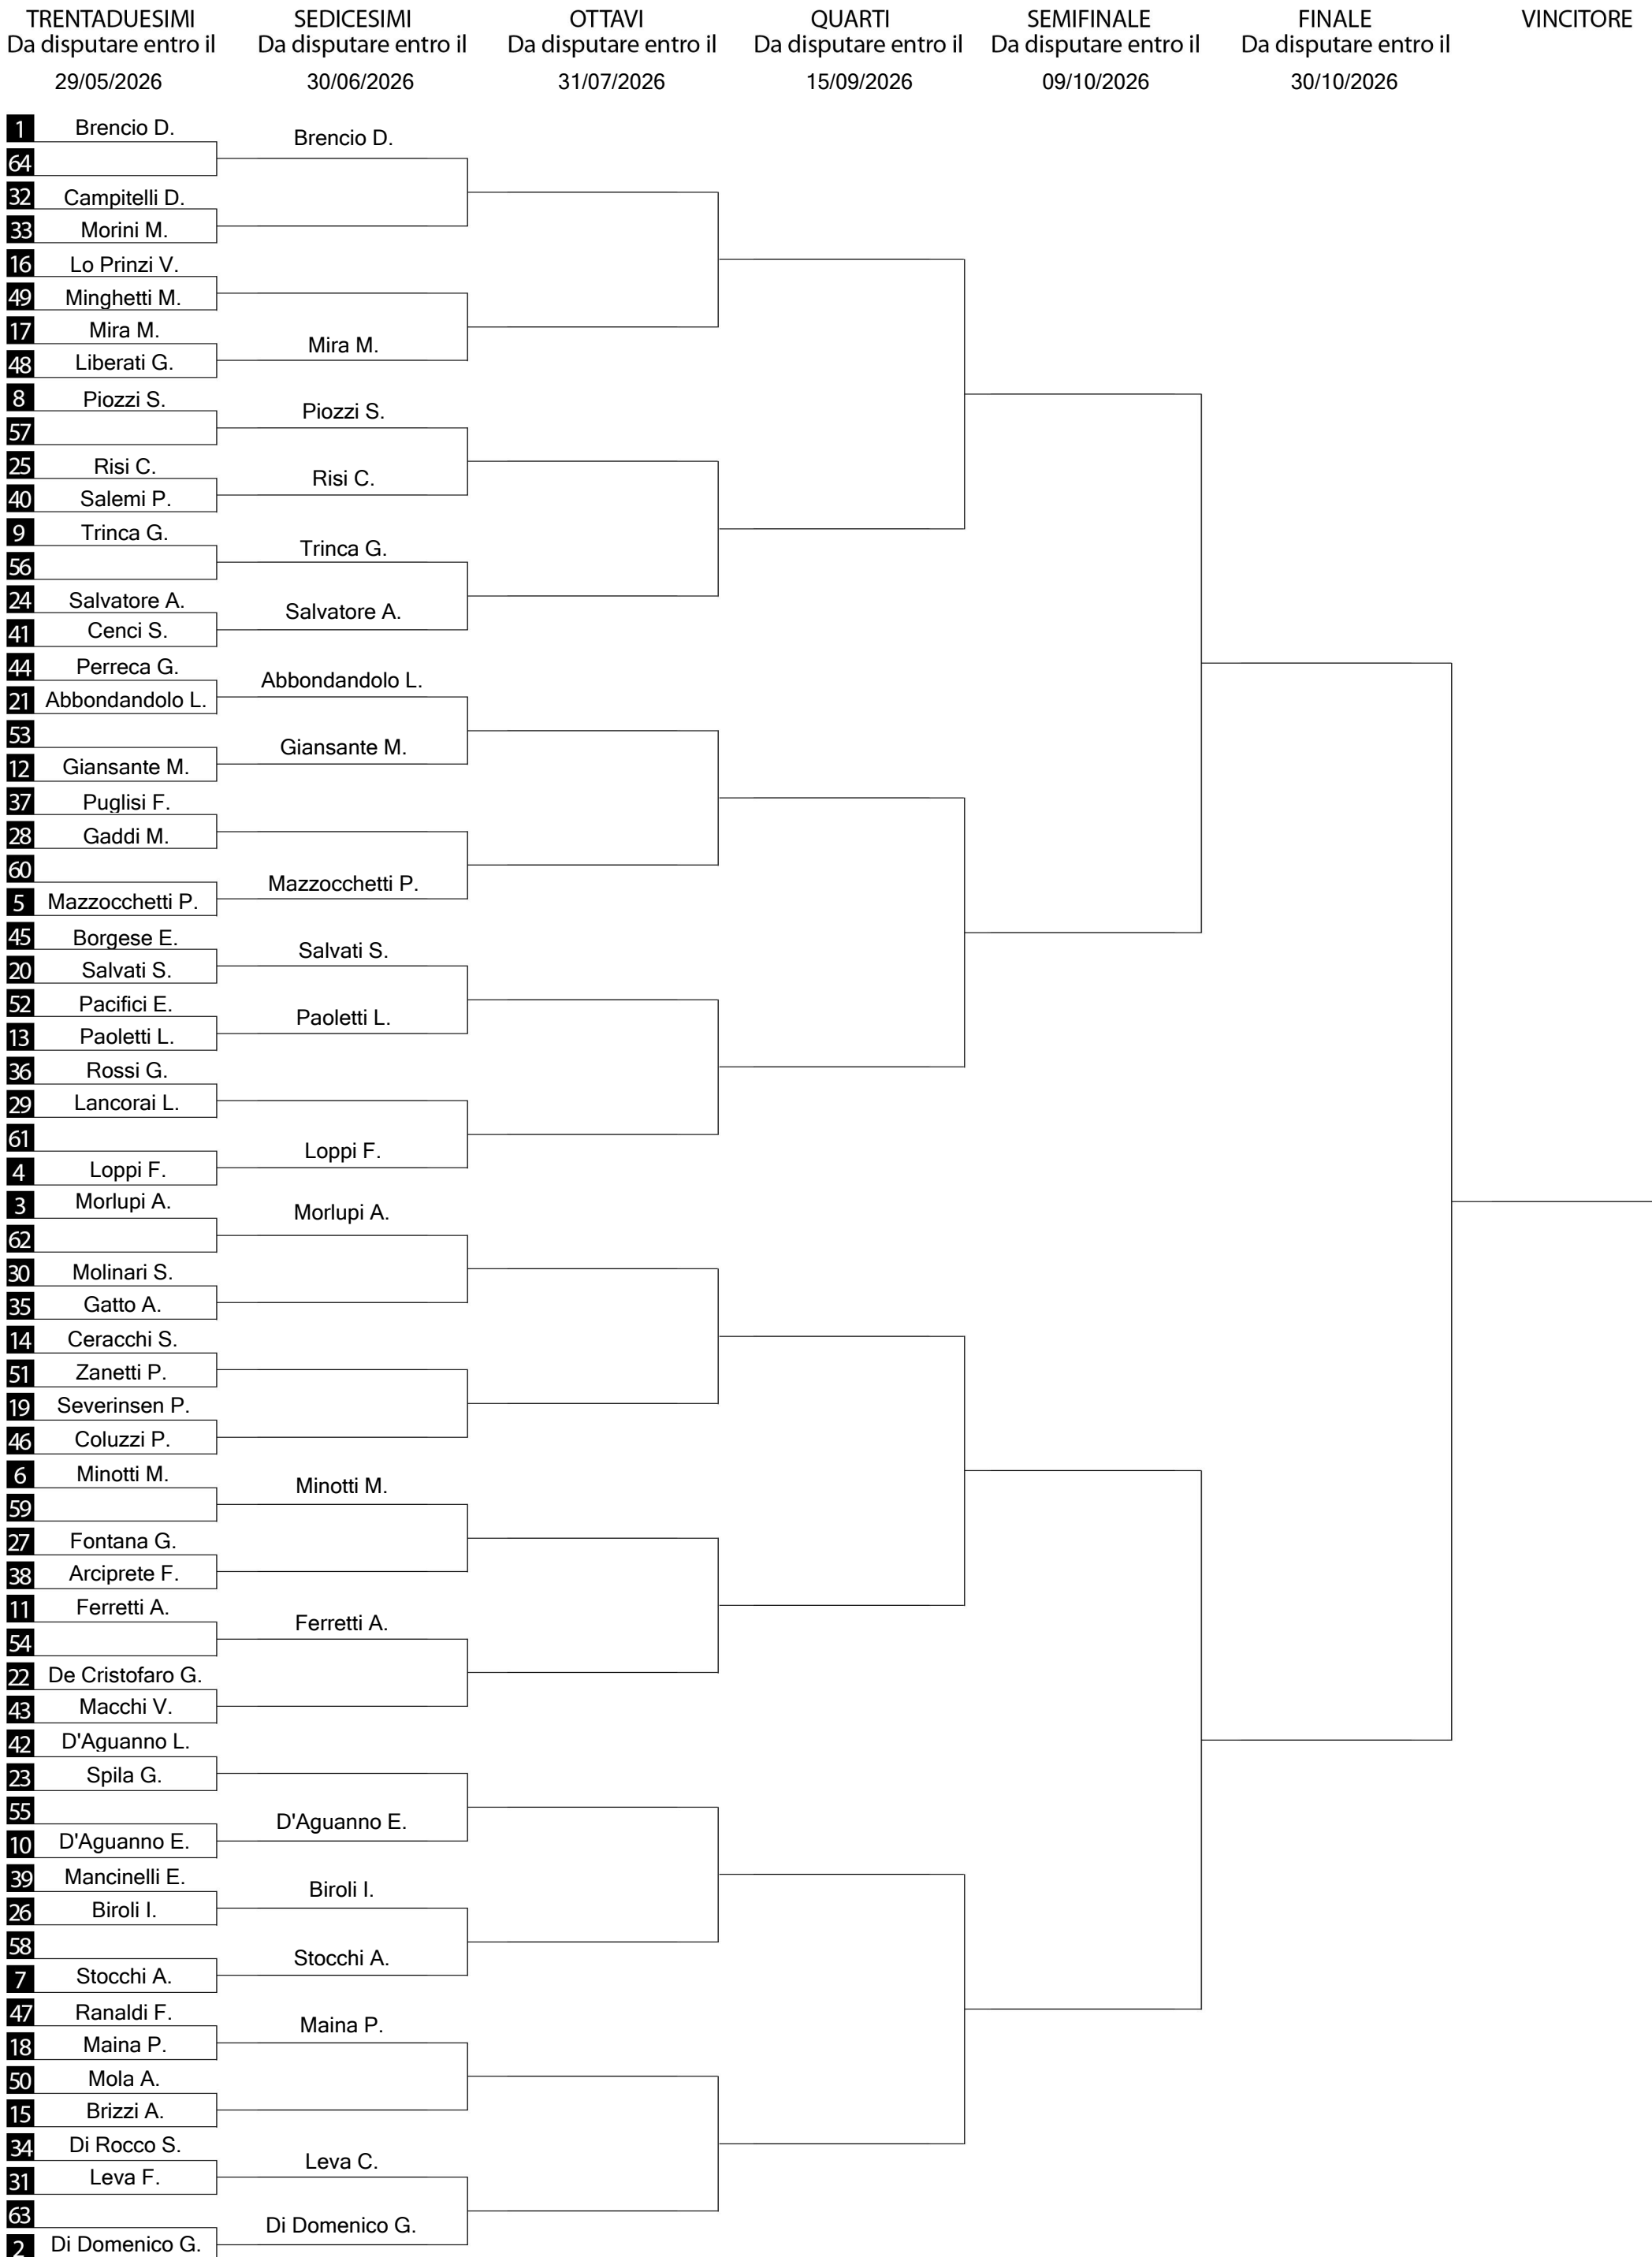 TRENTADUESIMI SEDICESIMI OTTAVI QUARTI SEMIFINALE FINALE VINCITORE
Da disputare entro il Da disputare entro il Da disputare entro il Da disputare entro il Da disputare entro il Da disputare entro il
29/05/2026 30/06/2026 31/07/2026 15/09/2026 09/10/2026 30/10/2026
1 Brencio D.
Brencio D.
64
32 Campitelli D.
33 Morini M.
16 Lo Prinzi V.
49 Minghetti M.
17 Mira M.
Mira M.
48 Liberati G.
8 Piozzi S.
Piozzi S.
57
25 Risi C.
Risi C.
40 Salemi P.
9 Trinca G.
Trinca G.
56
24 Salvatore A.
Salvatore A.
41 Cenci S.
44 Perreca G.
Abbondandolo L.
21 Abbondandolo L.
53
Giansante M.
12 Giansante M.
37 Puglisi F.
28 Gaddi M.
60
Mazzocchetti P.
5 Mazzocchetti P.
45 Borgese E.
Salvati S.
20 Salvati S.
52 Pacifici E.
Paoletti L.
13 Paoletti L.
36 Rossi G.
29 Lancorai L.
61
Loppi F.
4 Loppi F.
3 Morlupi A.
Morlupi A.
62
30 Molinari S.
35 Gatto A.
14 Ceracchi S.
51 Zanetti P.
19 Severinsen P.
46 Coluzzi P.
6 Minotti M.
Minotti M.
59
27 Fontana G.
38 Arciprete F.
11 Ferretti A.
Ferretti A.
54
22 De Cristofaro G.
43 Macchi V.
42 D'Aguanno L.
23 Spila G.
55
D'Aguanno E.
10 D'Aguanno E.
39 Mancinelli E.
Biroli I.
26 Biroli I.
58
Stocchi A.
7 Stocchi A.
47 Ranaldi F.
Maina P.
18 Maina P.
50 Mola A.
15 Brizzi A.
34 Di Rocco S.
Leva C.
31 Leva F.
63
Di Domenico G.
2 Di Domenico G.